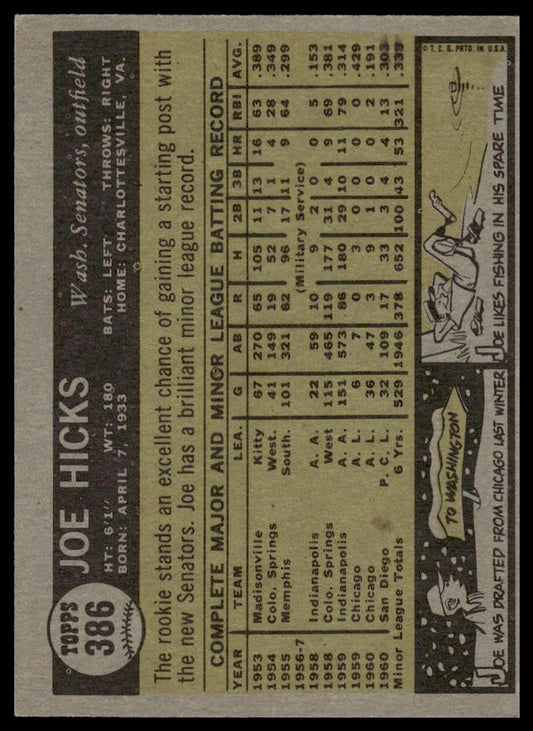 TOPPS
386
JOE HICKS
Wash. Senators, outfield
HT: 6'1" WT: 180 BATS: LEFT THROWS: RIGHT
BORN: APRIL 7, 1933 HOME: CHARLOTTESVILLE, VA.
The rookie stands an excellent chance of gaining a starting post with
the new Senators. Joe has a brilliant minor league record.
COMPLETE MAJOR AND MINOR LEAGUE BATTING RECORD
YEAR TEAM LEA. G AB R H 2B 3B HR RBI AVG.
1953 Madisonville Kitty 67 270 65 105 11 13 16 63 .389
1954 Colo. Springs West. 41 149 19 52 7 1 4 28 .349
1955 Memphis South. 101 321 62 96 17 11 9 64 .299
1956-7 (Military Service)
1958 Indianapolis A. A. 22 59 10 9 2 0 0 5 .153
1958 Colo. Springs West 115 465 119 177 31 4 9 69 .381
1959 Indianapolis A. A. 151 573 86 180 29 10 11 79 .314
1959 Chicago A. L. 6 7 0 3 0 0 0 0 .429
1960 Chicago A. L. 36 47 3 9 1 0 0 2 .191
1960 San Diego P. C. L. 32 109 17 33 3 4 4 13 .303
Minor League Totals 6 Yrs. 529 1946 378 652 100 43 53 321 .335
TO WASHINGTON
JOE WAS DRAFTED FROM CHICAGO LAST WINTER
JOE LIKES FISHING IN HIS SPARE TIME
© T. C. G. PRTD. IN U.S.A.